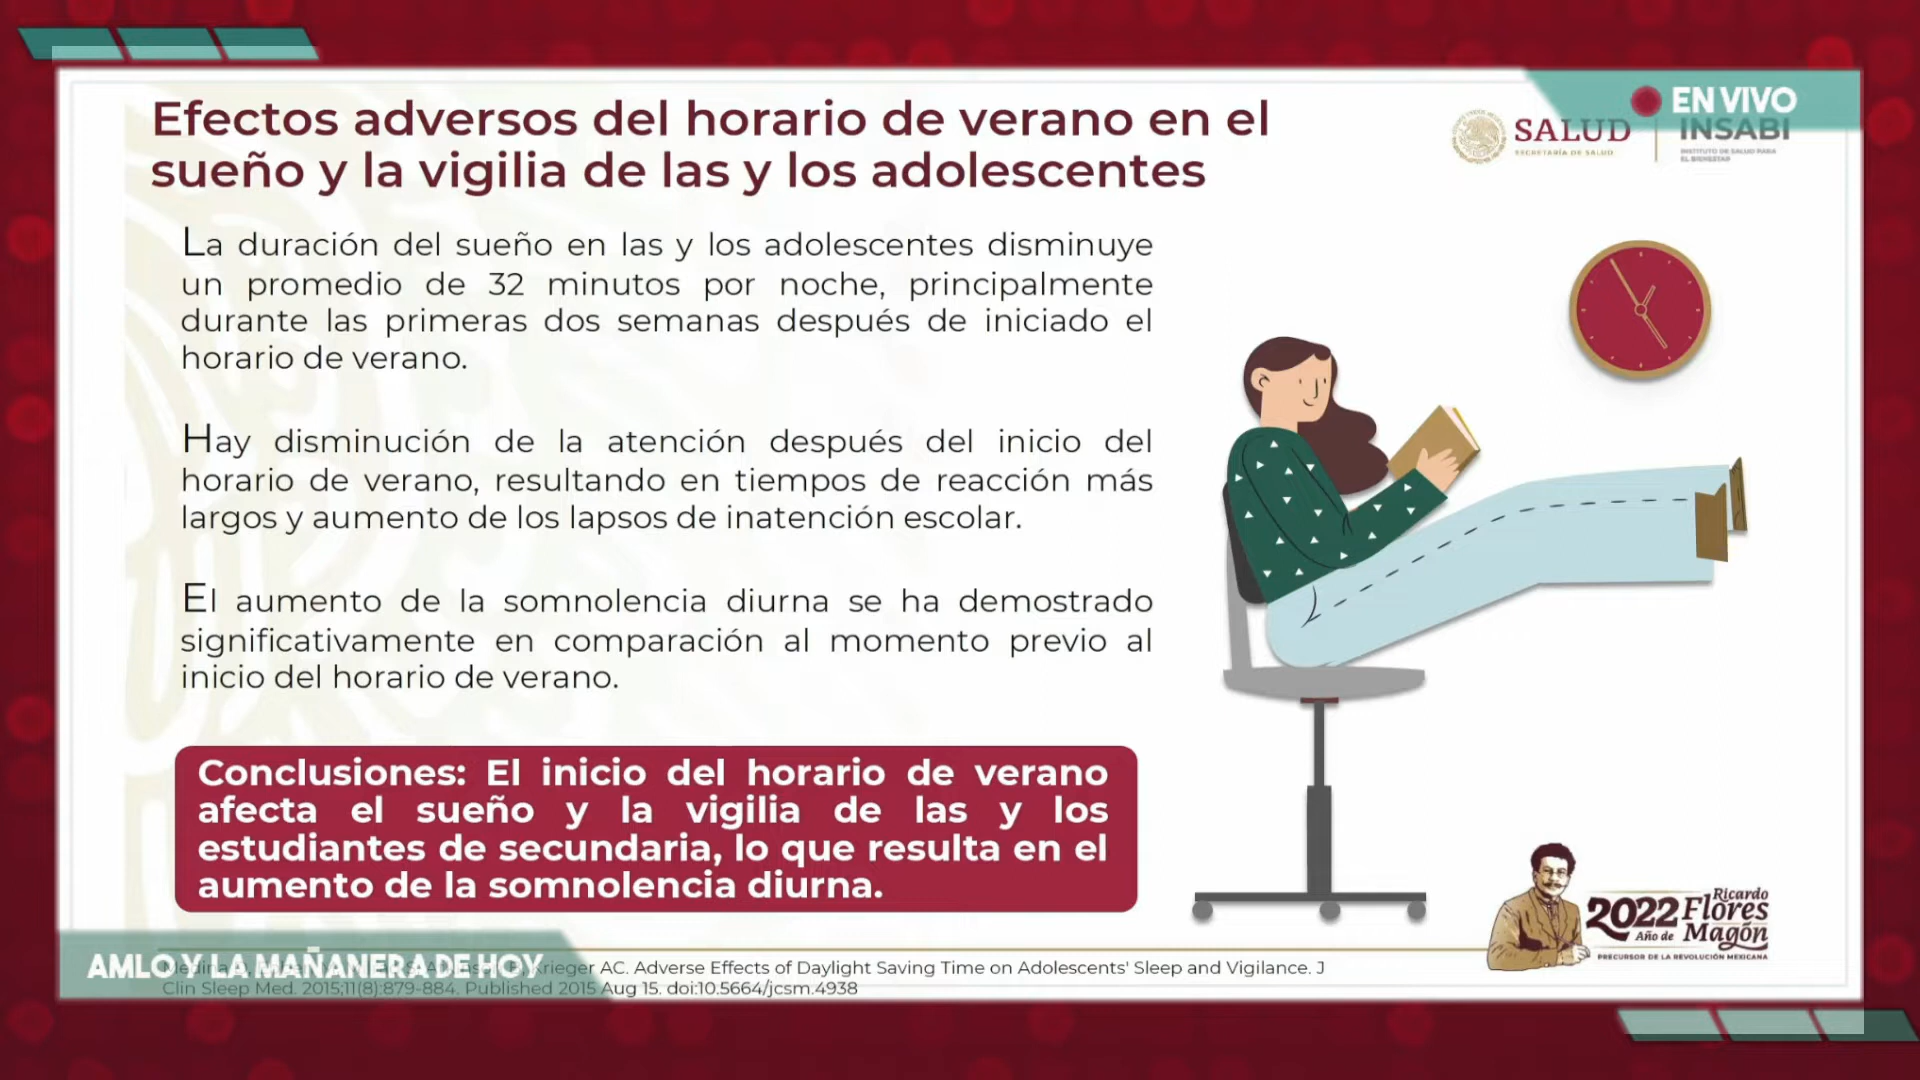 Efectos adversos del horario de verano en el
sueño y la vigilia de las y los adolescentes
EN VIVO
SALUD
SECRETARÍA DE SALUD
INSABI
INSTITUTO DE SALUD PARA
EL BIENESTAR
La duración del sueño en las y los adolescentes disminuye
un promedio de 32 minutos por noche, principalmente
durante las primeras dos semanas después de iniciado el
horario de verano.
Hay disminución de la atención después del inicio del
horario de verano, resultando en tiempos de reacción más
largos y aumento de los lapsos de inatención escolar.
El aumento de la somnolencia diurna se ha demostrado
significativamente en comparación al momento previo al
inicio del horario de verano.
Conclusiones: El inicio del horario de verano
afecta el sueño y la vigilia de las y los
estudiantes de secundaria, lo que resulta en el
aumento de la somnolencia diurna.
2022 Ricardo
Flores
Año de Magón
PRECURSOR DE LA REVOLUCIÓN MEXICANA
AMLO Y LA MAÑANERA DE HOY
Medina Krieger AC. Adverse Effects of Daylight Saving Time on Adolescents' Sleep and Vigilance. J
Clin Sleep Med. 2015;11(8):879-884. Published 2015 Aug 15. doi:10.5664/jcsm.4938